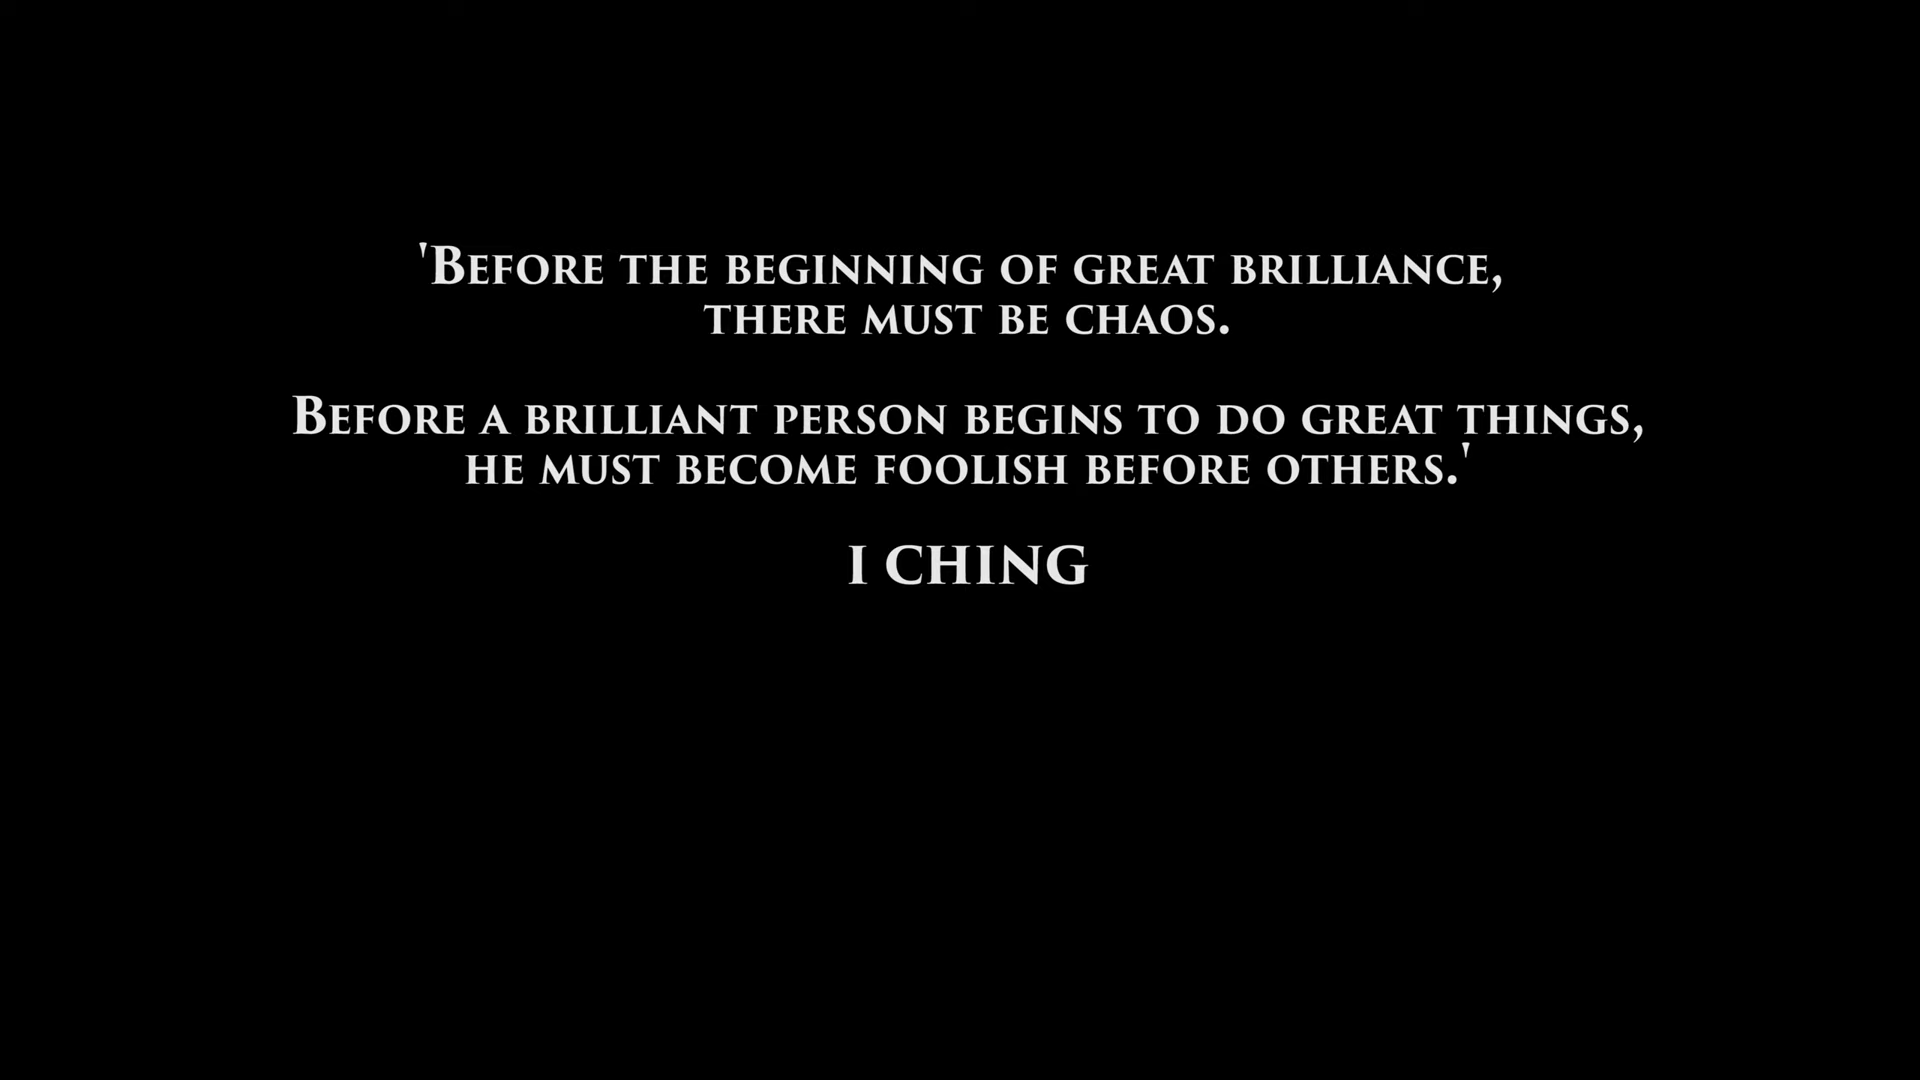 'Before the beginning of great brilliance,
there must be chaos.
Before a brilliant person begins to do great things,
he must become foolish before others.'
I CHING